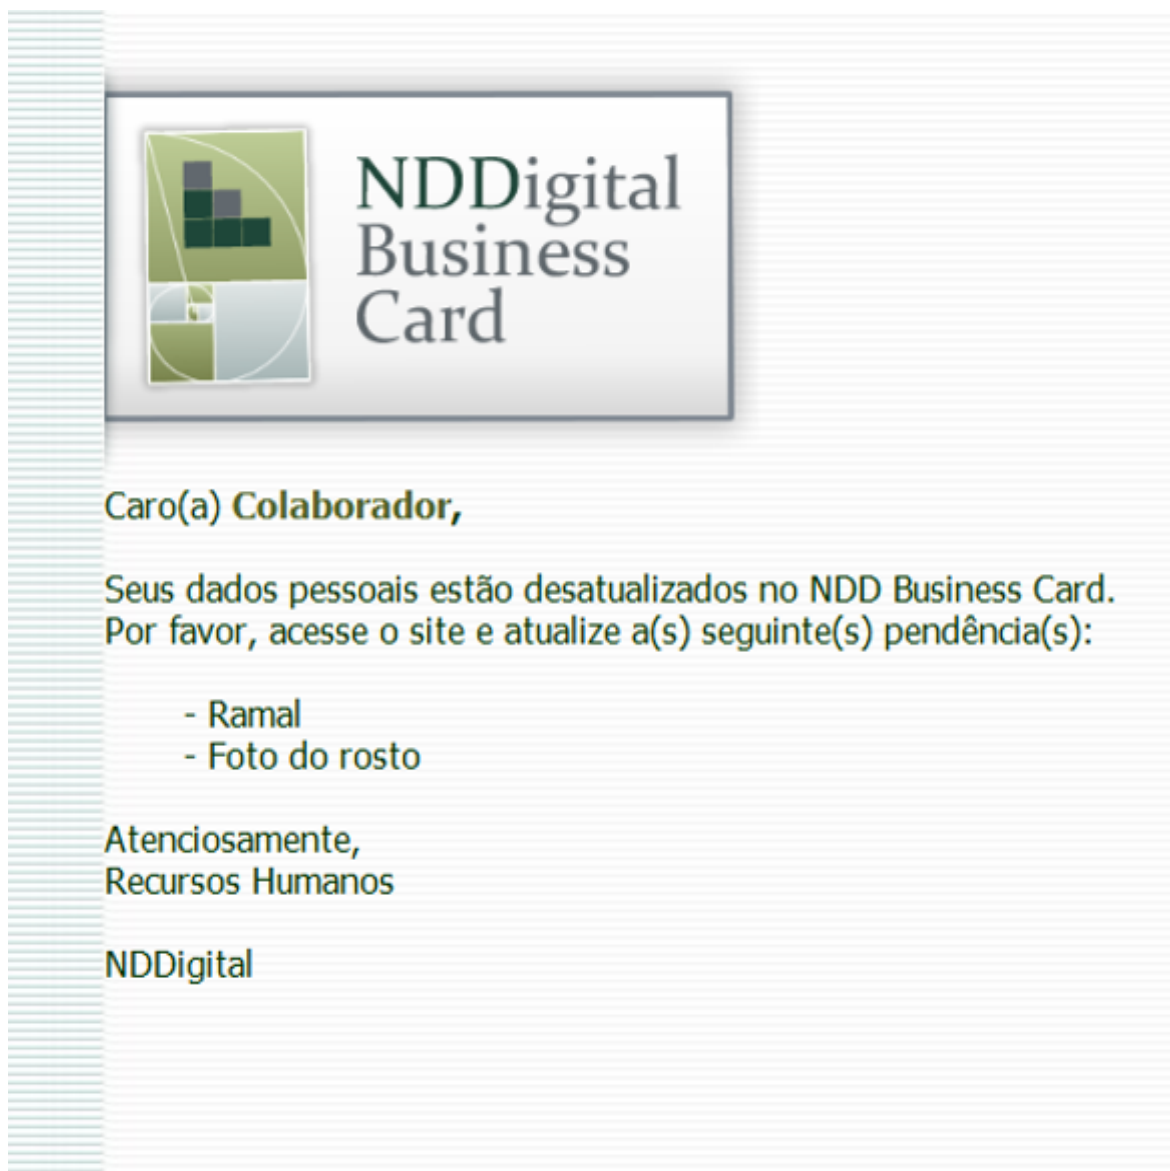 NDDigital
Business
Card
Caro(a) Colaborador,
Seus dados pessoais estão desatualizados no NDD Business Card.
Por favor, acesse o site e atualize a(s) seguinte(s) pendência(s):
- Ramal
- Foto do rosto
Atenciosamente,
Recursos Humanos
NDDigital